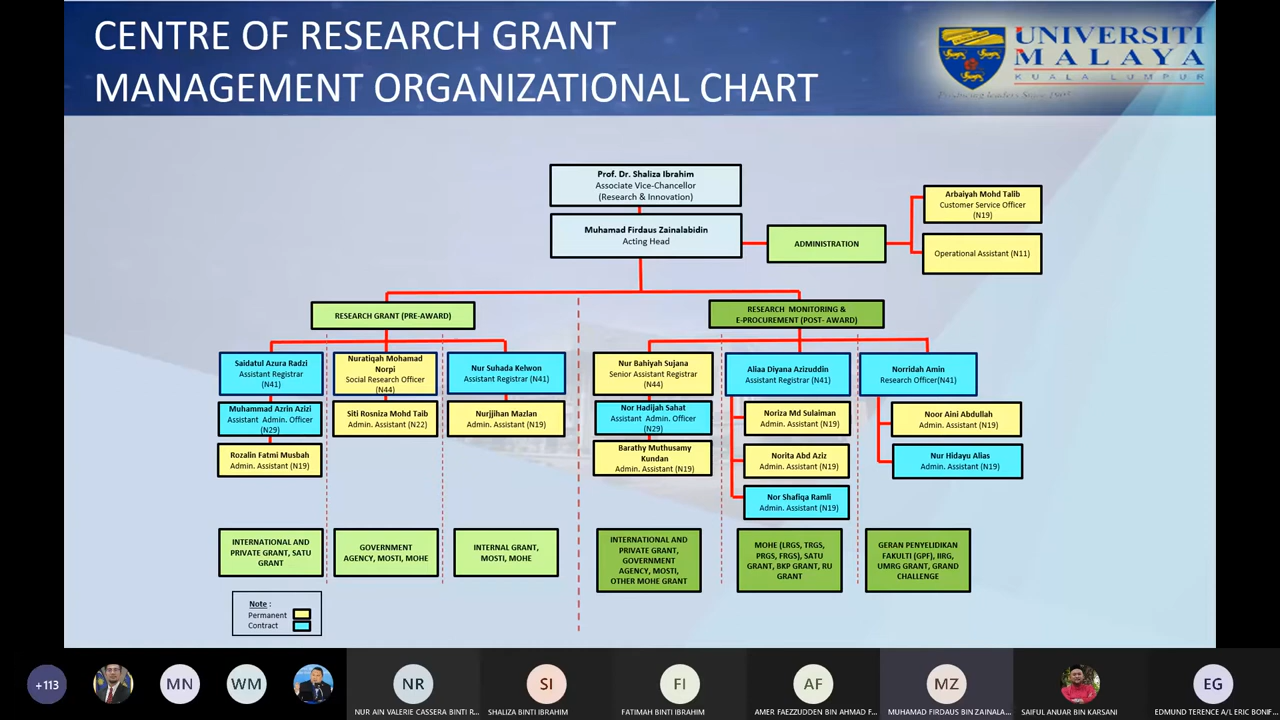 CENTRE OF RESEARCH GRANT
MANAGEMENT ORGANIZATIONAL CHART
UNIVERSITI
MALAYA
KUALA LUMPUR
Prof. Dr. Shaliza Ibrahim
Associate Vice-Chancellor
(Research & Innovation)
Muhamad Firdaus Zainalabidin
Acting Head
ADMINISTRATION
Arbaiyah Mohd Talib
Customer Service Officer
(N19)
Operational Assistant (N11)
RESEARCH GRANT (PRE-AWARD)
RESEARCH MONITORING &
E-PROCUREMENT (POST- AWARD)
Saidatul Azura Radzi
Assistant Registrar
(N41)
Muhammad Azrin Azizi
Assistant Admin. Officer
(N29)
Rozalin Fatmi Musbah
Admin. Assistant (N19)
Nuratiqah Mohamad
Norpi
Social Research Officer
(N44)
Siti Rosniza Mohd Taib
Admin. Assistant (N22)
Nur Suhada Kelwon
Assistant Registrar (N41)
Nurjjihan Mazlan
Admin. Assistant (N19)
Nur Bahiyah Sujana
Senior Assistant Registrar
(N44)
Nor Hadijah Sahat
Assistant Admin. Officer
(N29)
Barathy Muthusamy
Kundan
Admin. Assistant (N19)
Aliaa Diyana Azizuddin
Assistant Registrar (N41)
Noriza Md Sulaiman
Admin. Assistant (N19)
Norita Abd Aziz
Admin. Assistant (N19)
Nor Shafiqa Ramli
Admin. Assistant (N19)
Norridah Amin
Research Officer(N41)
Noor Aini Abdullah
Admin. Assistant (N19)
Nur Hidayu Alias
Admin. Assistant (N19)
INTERNATIONAL AND
PRIVATE GRANT, SATU
GRANT
GOVERNMENT
AGENCY, MOSTI, MOHE
INTERNAL GRANT,
MOSTI, MOHE
INTERNATIONAL AND
PRIVATE GRANT,
GOVERNMENT
AGENCY, MOSTI,
OTHER MOHE GRANT
MOHE (LRGS, TRGS,
PRGS, FRGS), SATU
GRANT, BKP GRANT, RU
GRANT
GERAN PENYELIDIKAN
FAKULTI (GPF), IIRG,
UMRG GRANT, GRAND
CHALLENGE
Note :
Permanent
Contract
+113
MN
WM
NR
NUR AIN VALERIE CASSERA BINTI R...
SI
SHALIZA BINTI IBRAHIM
FI
FATIMAH BINTI IBRAHIM
AF
AMER FAEZZUDDEN BIN AHMAD F...
MZ
MUHAMAD FIRDAUS BIN ZAINALA...
SAIFUL ANUAR BIN KARSANI
EG
EDMUND TERENCE A/L ERIC BONIF...